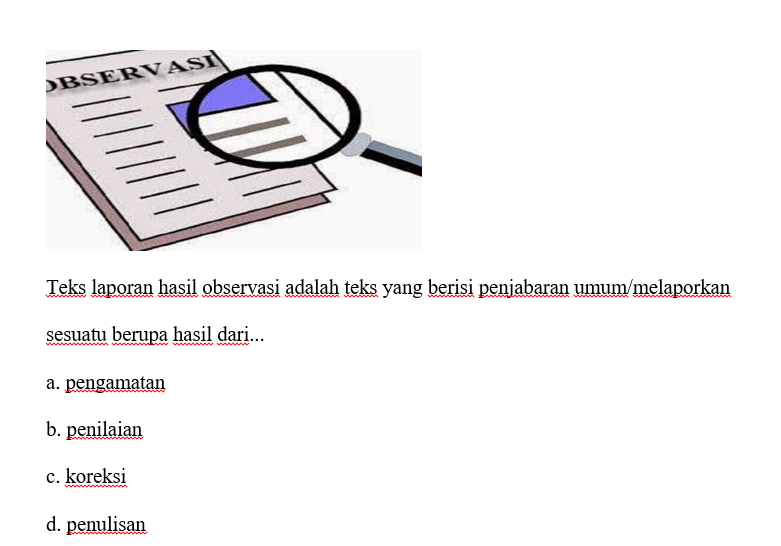 OBSERVASI
Teks laporan hasil observasi adalah teks yang berisi penjabaran umum/melaporkan
sesuatu berupa hasil dari...
a. pengamatan
b. penilaian
c. koreksi
d. penulisan